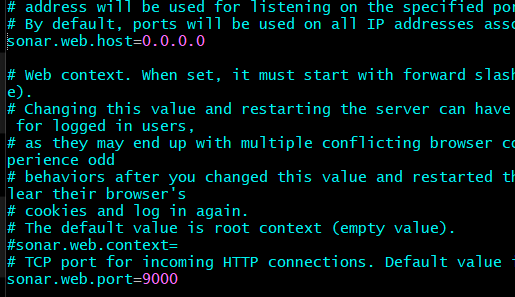 # address will be used for listening on the specified
# By default, ports will be used on all IP addresses
sonar.web.host=0.0.0.0
# Web context. When set, it must start with forward
e).
# Changing this value and restarting the server can have
for logged in users,
# as they may end up with multiple conflicting browser
perience odd
# behaviors after you changed this value and restarted
lear their browser's
# cookies and log in again.
# The default value is root context (empty value).
#sonar.web.context=
# TCP port for incoming HTTP connections. Default value
sonar.web.port=9000